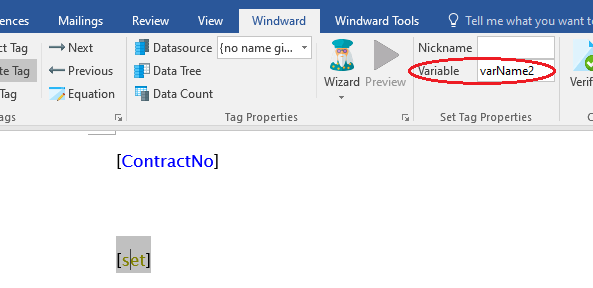 ences Mailings Review View Windward Windward Tools Tell me what you want to
ct Tag Next Datasource {no name gi... Nickname
te Tag Previous Data Tree Wizard Preview Variable varName2 Verif
Tag Equation Data Count
ags Tag Properties Set Tag Properties
[ContractNo]
[set]